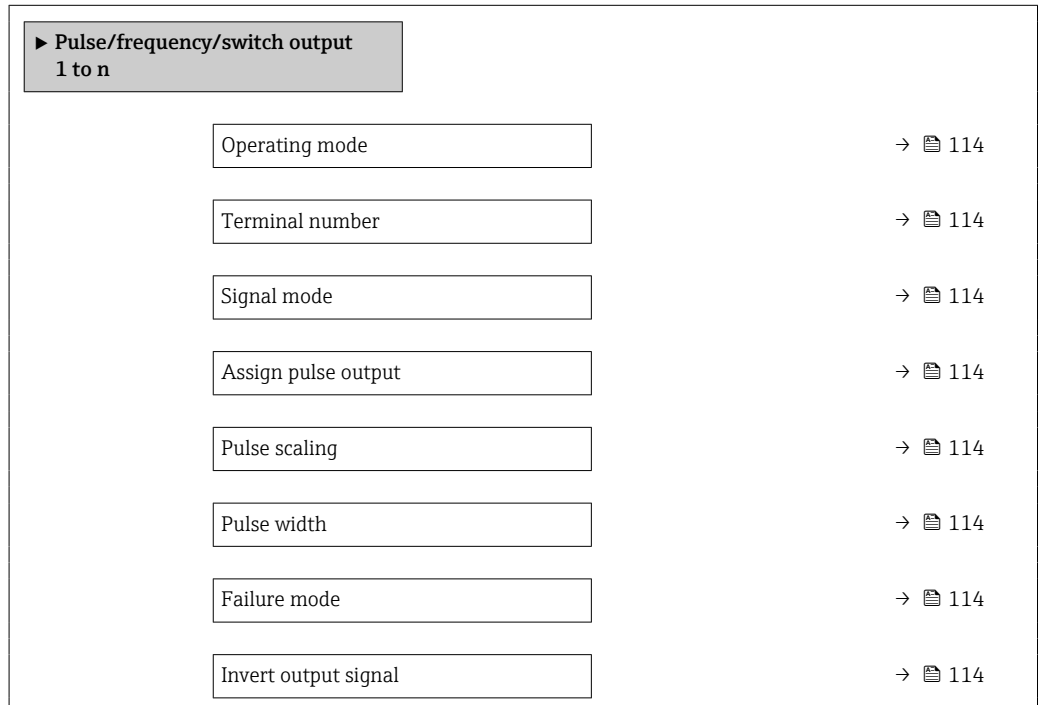 ▶ Pulse/frequency/switch output
1 to n
Operating mode → 114
Terminal number → 114
Signal mode → 114
Assign pulse output → 114
Pulse scaling → 114
Pulse width → 114
Failure mode → 114
Invert output signal → 114